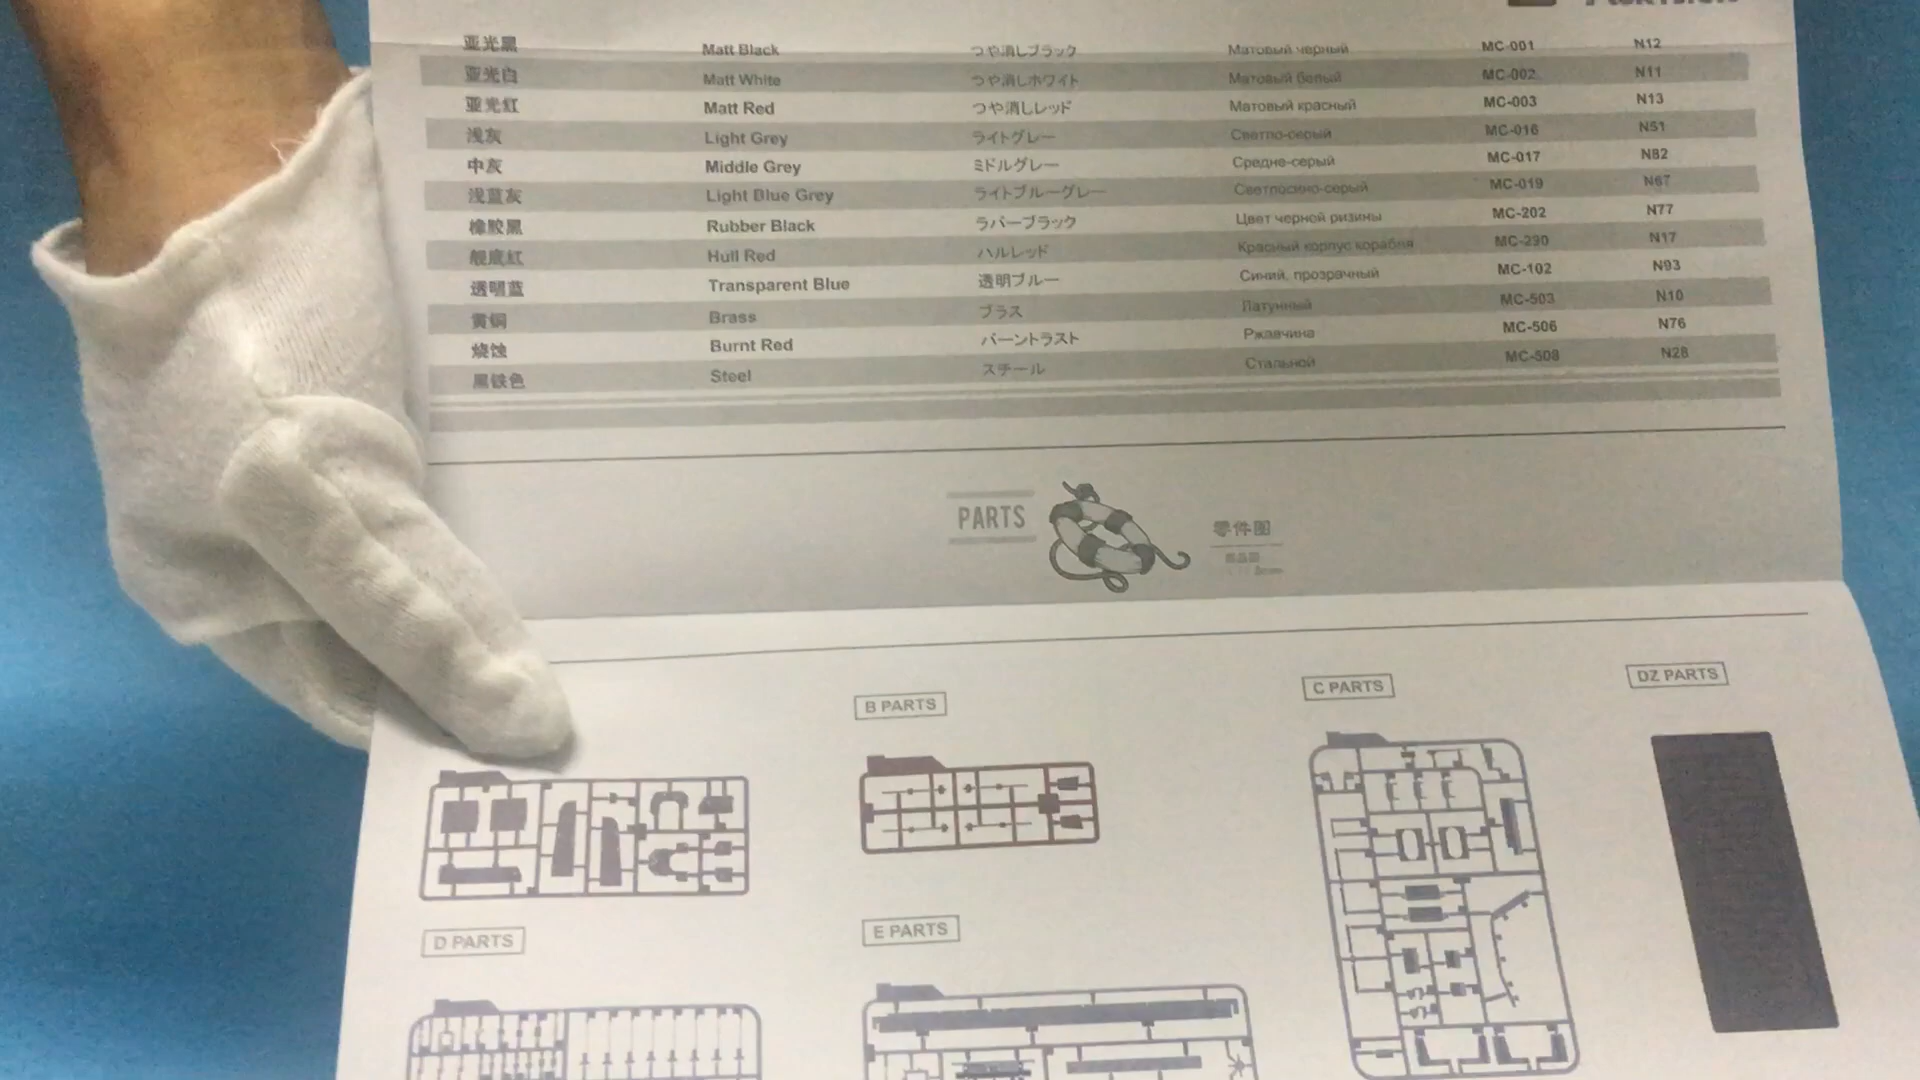 亚光黑 Matt Black つや消しブラック Матовый черный MC-001 N12
亚光白 Matt White つや消しホワイト Матовый белый MC-002 N11
亚光红 Matt Red つや消しレッド Матовый красный MC-003 N13
浅灰 Light Grey ライトグレー Светло-серый MC-016 N51
中灰 Middle Grey ミドルグレー Средне-серый MC-017 N82
浅蓝灰 Light Blue Grey ライトブルーグレー Светлосино-серый MC-019 N67
橡胶黑 Rubber Black ラバーブラック Цвет черной ризины MC-202 N77
舰底红 Hull Red ハルレッド Красный корпус корабля MC-290 N17
透明蓝 Transparent Blue 透明ブルー Синий, прозрачный MC-102 N93
黄铜 Brass ブラス Латунный MC-503 N10
烧蚀 Burnt Red バーントラスト Ржавчина MC-506 N76
黑铁色 Steel スチール Стальной MC-508 N28
PARTS 零件图
B PARTS
C PARTS
DZ PARTS
D PARTS
E PARTS